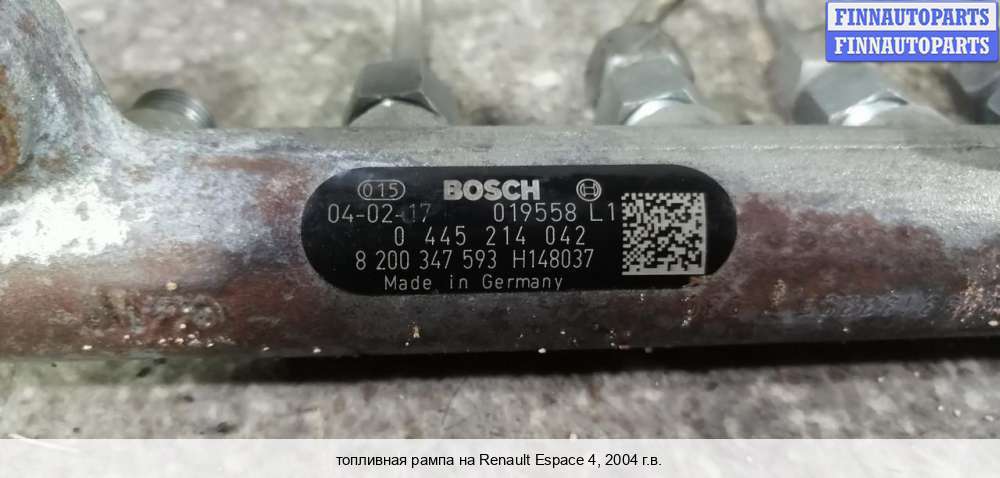 FINNAUTOPARTS
FINNAUTOPARTS
015 BOSCH
04-02-17 019558 L1
0 445 214 042
8 200 347 593 H148037
Made in Germany
топливная рампа на Renault Espace 4, 2004 г.в.